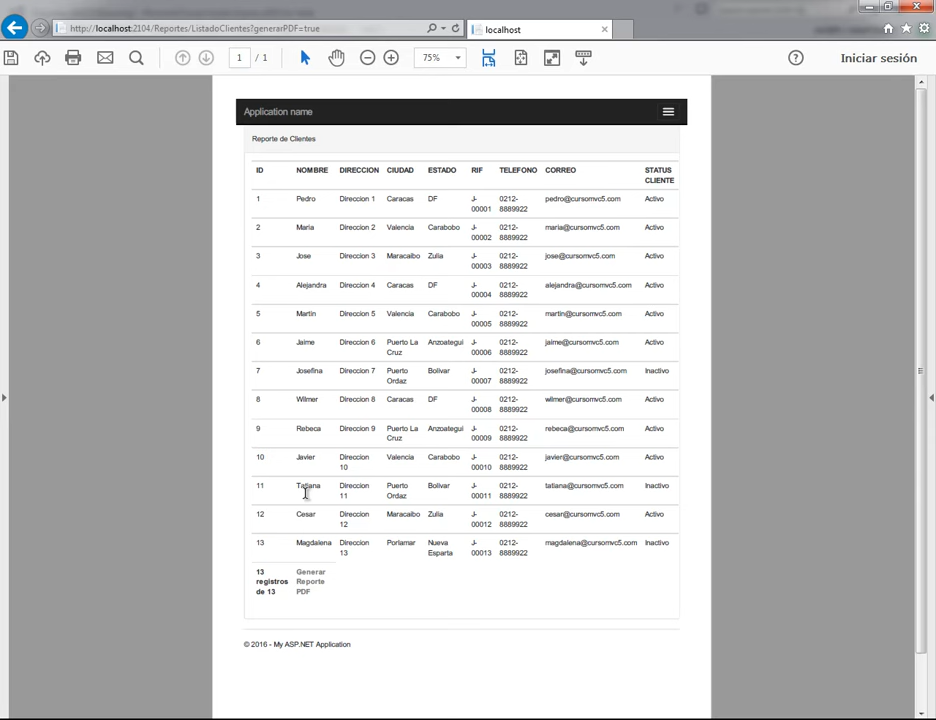 http://localhost:2104/Reportes/ListadoClientes?generarPDF=true
localhost
1 / 1
75%
Iniciar sesión
Application name
Reporte de Clientes
ID NOMBRE DIRECCION CIUDAD ESTADO RIF TELEFONO CORREO STATUS
CLIENTE
1 Pedro Direccion 1 Caracas DF J- 0212- pedro@cursomvc5.com Activo
00001 8889922
2 Maria Direccion 2 Valencia Carabobo J- 0212- maria@cursomvc5.com Activo
00002 8889922
3 Jose Direccion 3 Maracaibo Zulia J- 0212- jose@cursomvc5.com Activo
00003 8889922
4 Alejandra Direccion 4 Caracas DF J- 0212- alejandra@cursomvc5.com Activo
00004 8889922
5 Martin Direccion 5 Valencia Carabobo J- 0212- martin@cursomvc5.com Activo
00005 8889922
6 Jaime Direccion 6 Puerto La Anzoategui J- 0212- jaime@cursomvc5.com Activo
Cruz 00006 8889922
7 Josefina Direccion 7 Puerto Bolivar J- 0212- josefina@cursomvc5.com Inactivo
Ordaz 00007 8889922
8 Wilmer Direccion 8 Caracas DF J- 0212- wilmer@cursomvc5.com Activo
00008 8889922
9 Rebeca Direccion 9 Puerto La Anzoategui J- 0212- rebeca@cursomvc5.com Activo
Cruz 00009 8889922
10 Javier Direccion Valencia Carabobo J- 0212- javier@cursomvc5.com Activo
10 00010 8889922
11 Tatiana Direccion Puerto Bolivar J- 0212- tatiana@cursomvc5.com Inactivo
11 Ordaz 00011 8889922
12 Cesar Direccion Maracaibo Zulia J- 0212- cesar@cursomvc5.com Activo
12 00012 8889922
13 Magdalena Direccion Porlamar Nueva J- 0212- magdalena@cursomvc5.com Inactivo
13 Esparta 00013 8889922
13 Generar
registros Reporte
de 13 PDF
© 2016 - My ASP.NET Application